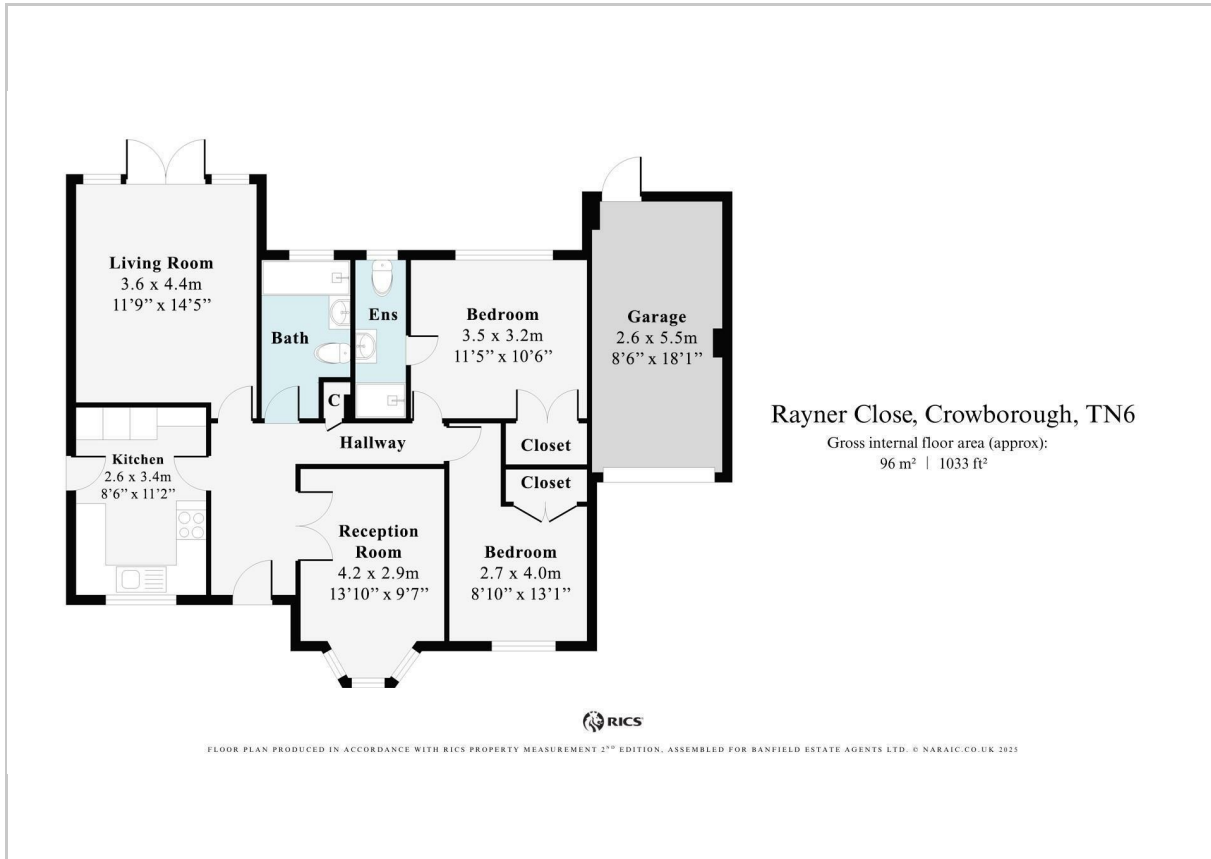 Living Room
3.6 x 4.4m
11’9” x 14’5”
Bath
Ens
Bedroom
3.5 x 3.2m
11’5” x 10’6”
Garage
2.6 x 5.5m
8’6” x 18’1”
C
Hallway
Closet
Closet
Kitchen
2.6 x 3.4m
8’6” x 11’2”
Reception
Room
4.2 x 2.9m
13’10” x 9’7”
Bedroom
2.7 x 4.0m
8’10” x 13’1”
Rayner Close, Crowborough, TN6
Gross internal floor area (approx):
96 m² | 1033 ft²
RICS
FLOOR PLAN PRODUCED IN ACCORDANCE WITH RICS PROPERTY MEASUREMENT 2ND EDITION, ASSEMBLED FOR BANFIELD ESTATE AGENTS LTD. © NARAIC.CO.UK 2025